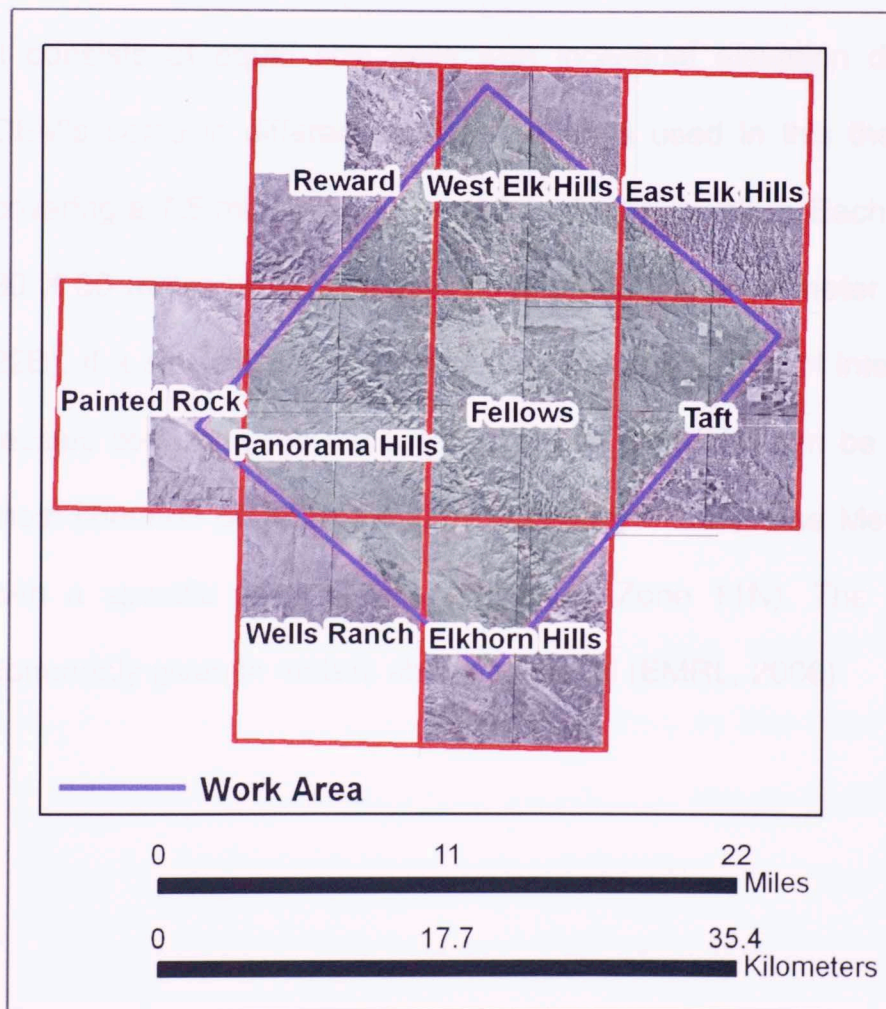 Reward
West Elk Hills
East Elk Hills
Painted Rock
Panorama Hills
Fellows
Taft
Wells Ranch
Elkhorn Hills
Work Area
0 11 22
Miles
0 17.7 35.4
Kilometers